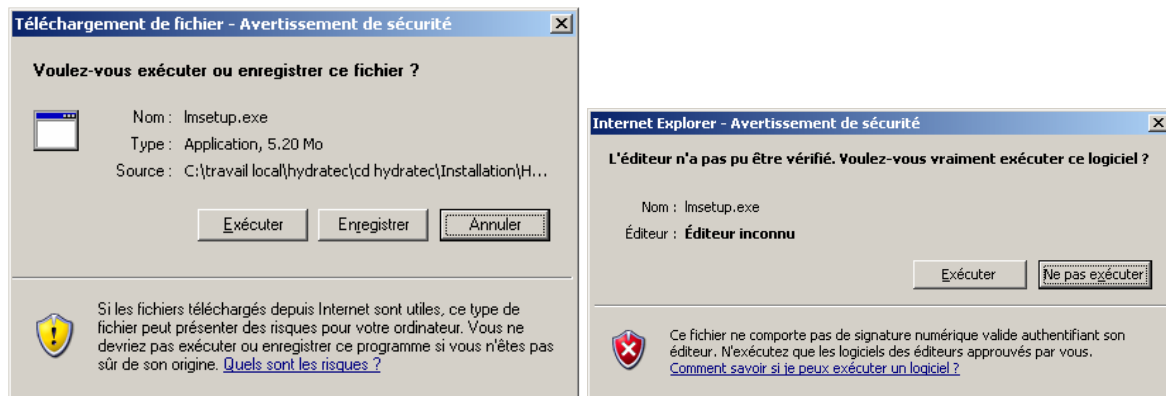 Téléchargement de fichier - Avertissement de sécurité
Voulez-vous exécuter ou enregistrer ce fichier ?
Nom : lmsetup.exe
Type : Application, 5.20 Mo
Source : C:\travail local\hydratec\cd hydratec\Installation\H...
Exécuter Enregistrer Annuler
Si les fichiers téléchargés depuis Internet sont utiles, ce type de
fichier peut présenter des risques pour votre ordinateur. Vous ne
devriez pas exécuter ou enregistrer ce programme si vous n'êtes pas
sûr de son origine. Quels sont les risques ?
Internet Explorer - Avertissement de sécurité
L'éditeur n'a pas pu être vérifié. Voulez-vous vraiment exécuter ce logiciel ?
Nom : lmsetup.exe
Éditeur : Éditeur inconnu
Exécuter Ne pas exécuter
Ce fichier ne comporte pas de signature numérique valide authentifiant son
éditeur. N'exécutez que les logiciels des éditeurs approuvés par vous.
Comment savoir si je peux exécuter un logiciel ?